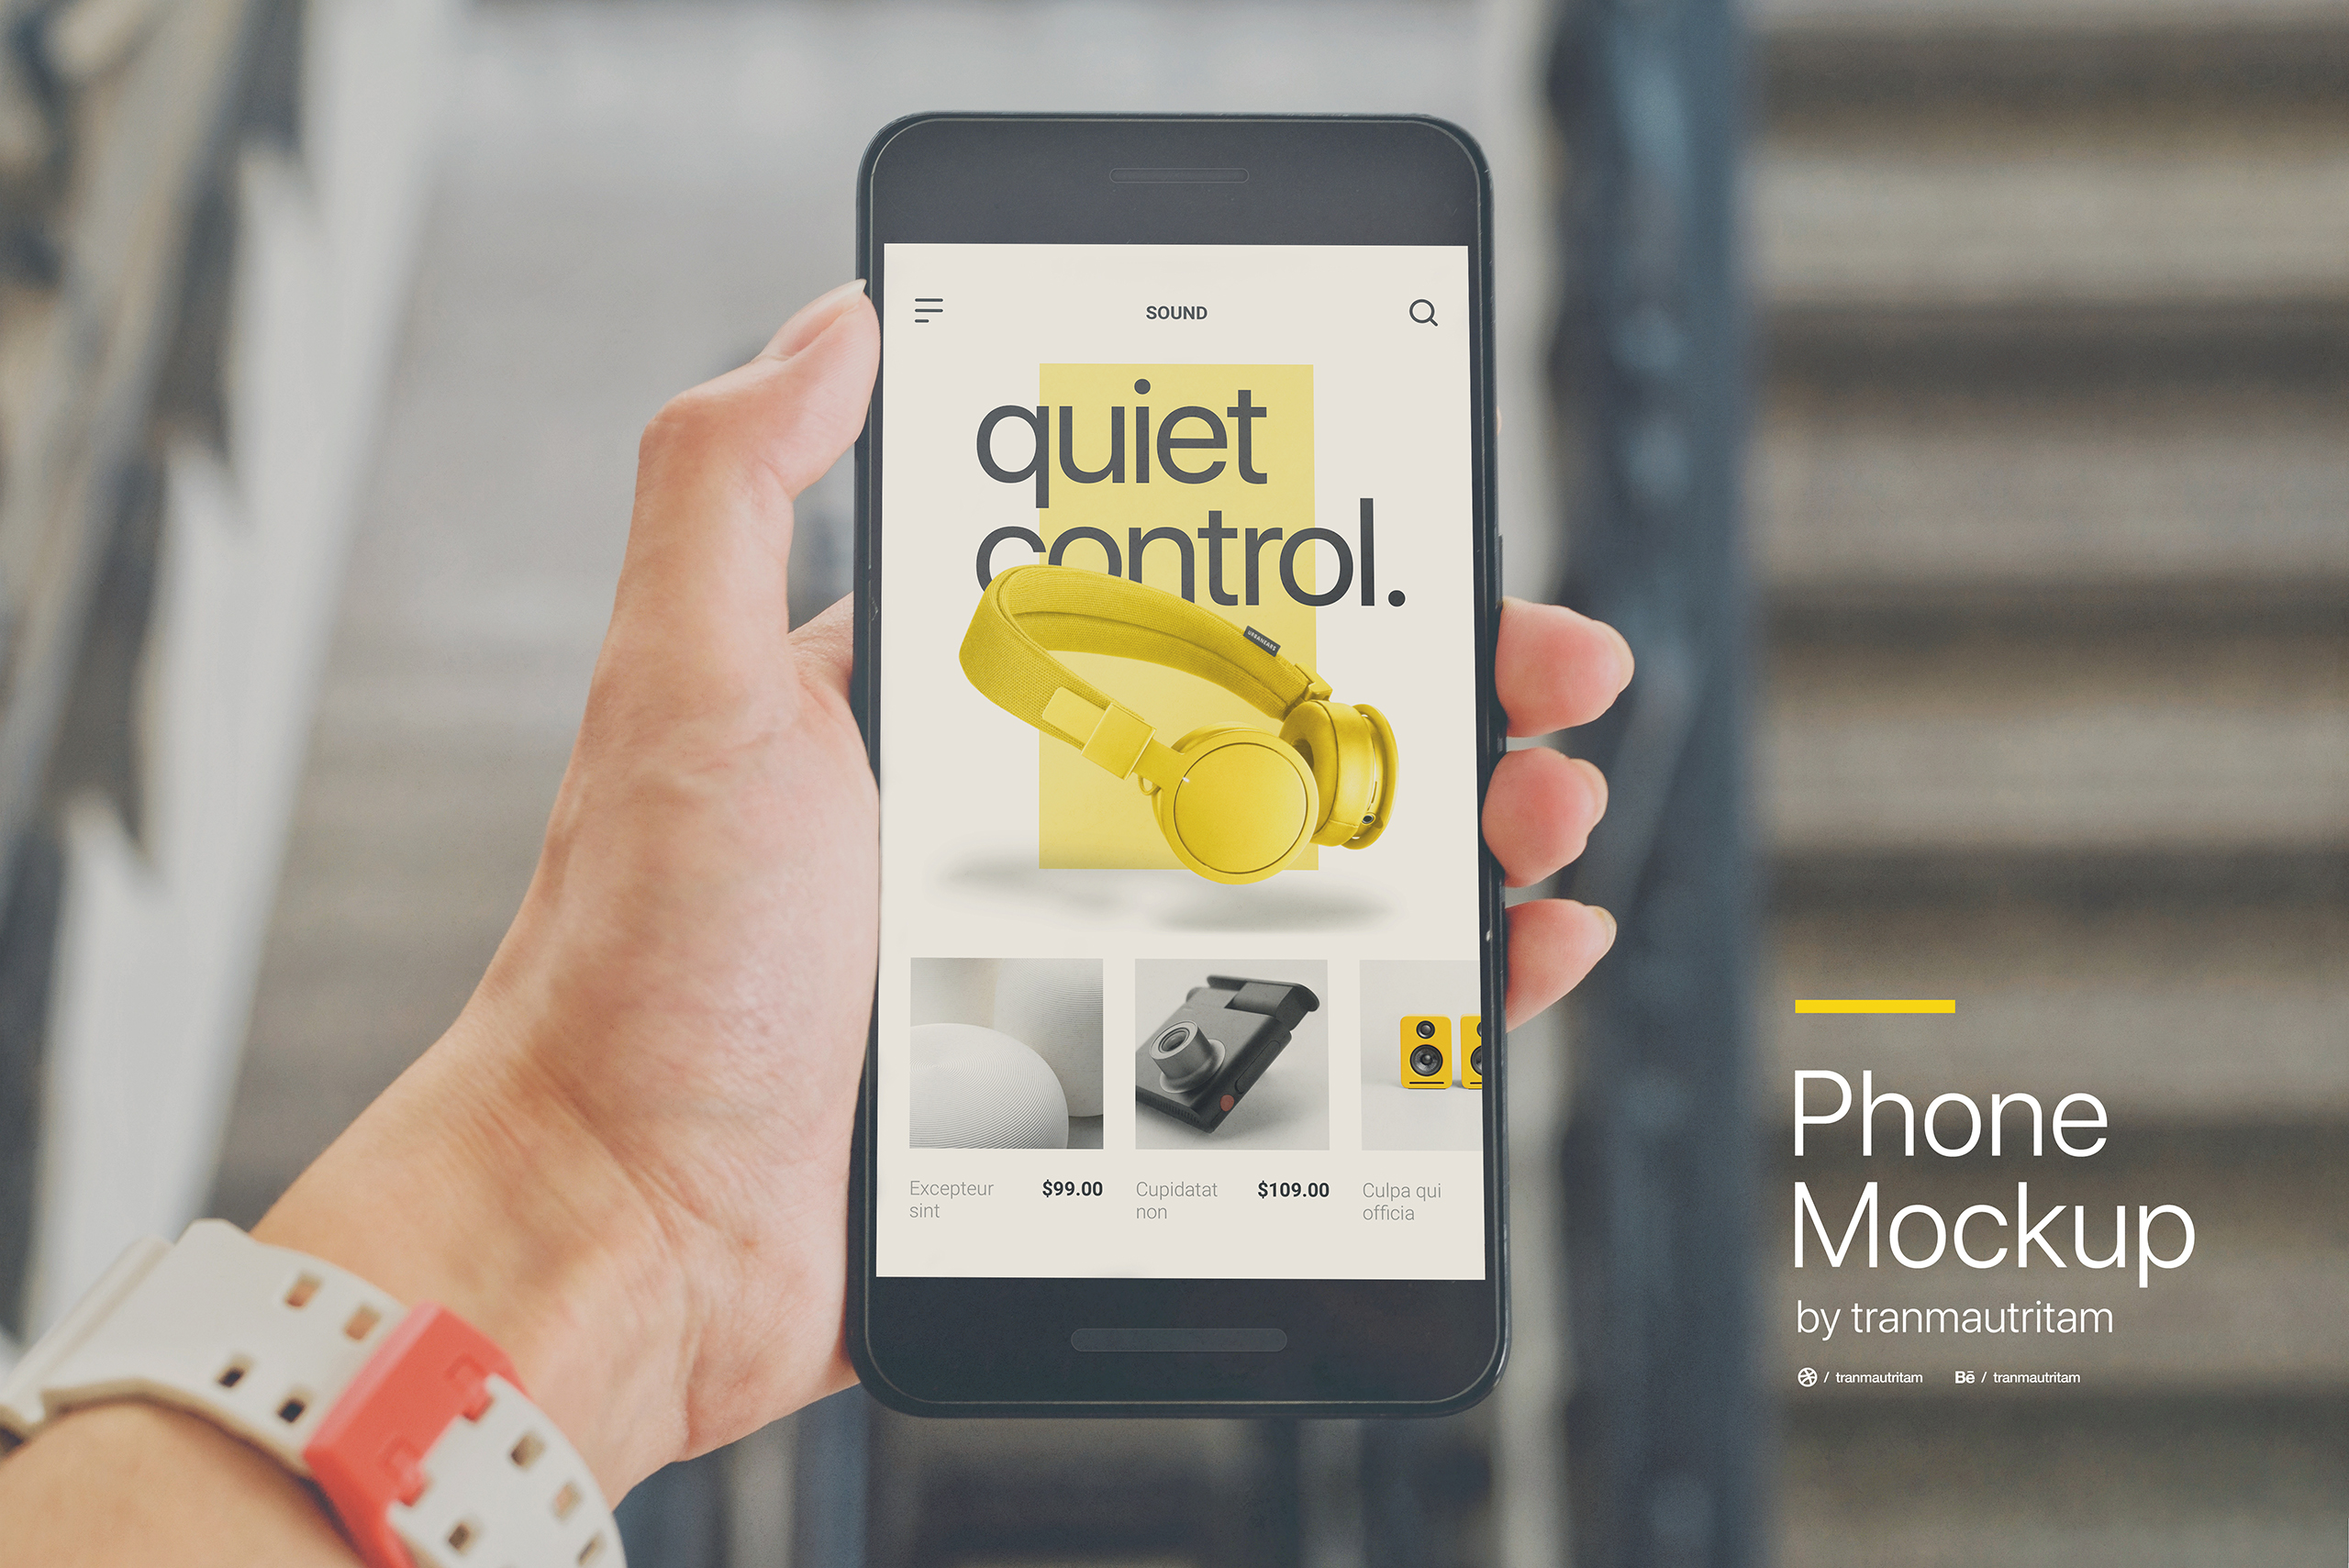 SOUND
quiet
control.
URBANEARS
Excepteur
sint
$99.00
Cupidatat
non
$109.00
Culpa qui
officia
Phone
Mockup
by tranmautritam
/ tranmautritam
Bē / tranmautritam